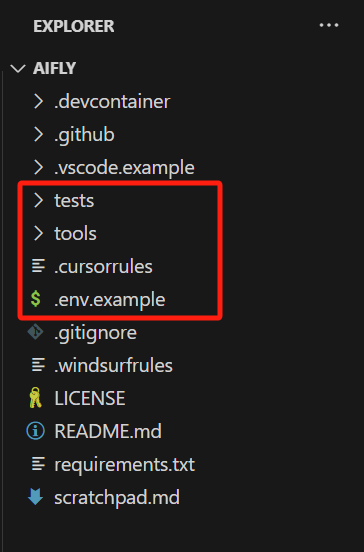 EXPLORER ...
AIFLY
.devcontainer
.github
.vscode.example
tests
tools
.cursorrules
$ .env.example
.gitignore
.windsurfrules
LICENSE
README.md
requirements.txt
scratchpad.md